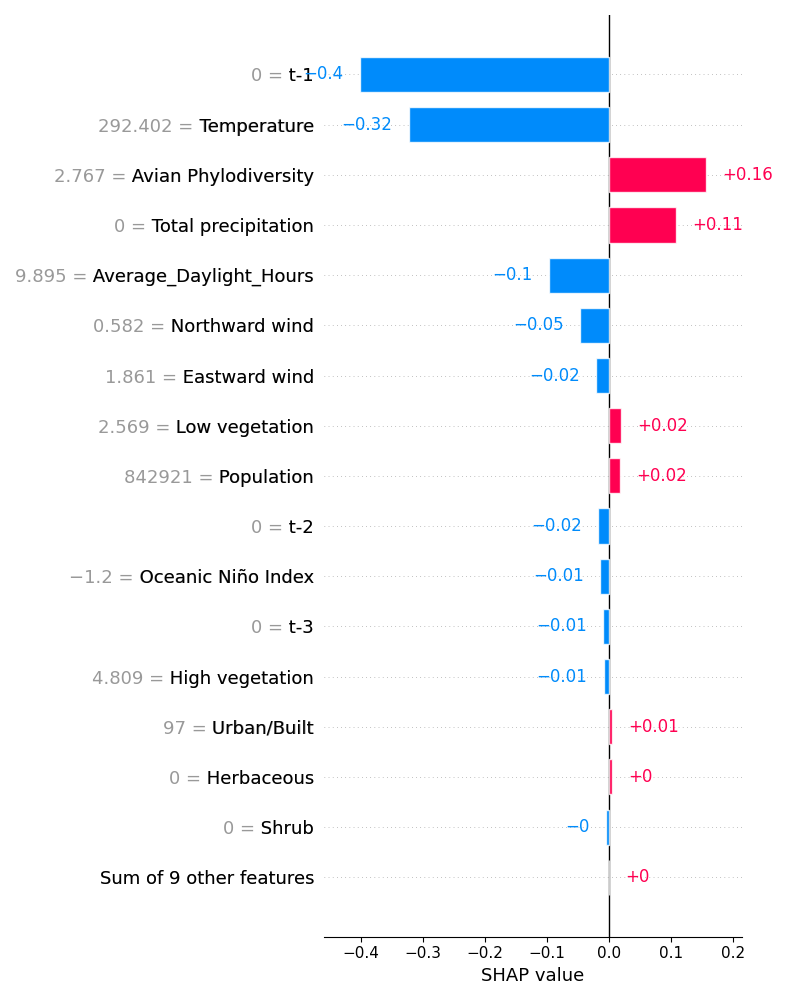 0 = t-1 −0.4
292.402 = Temperature −0.32
2.767 = Avian Phylodiversity +0.16
0 = Total precipitation +0.11
9.895 = Average_Daylight_Hours −0.1
0.582 = Northward wind −0.05
1.861 = Eastward wind −0.02
2.569 = Low vegetation +0.02
842921 = Population +0.02
0 = t-2 −0.02
−1.2 = Oceanic Niño Index −0.01
0 = t-3 −0.01
4.809 = High vegetation −0.01
97 = Urban/Built +0.01
0 = Herbaceous +0
0 = Shrub −0
Sum of 9 other features +0
−0.4 −0.3 −0.2 −0.1 0.0 0.1 0.2
SHAP value